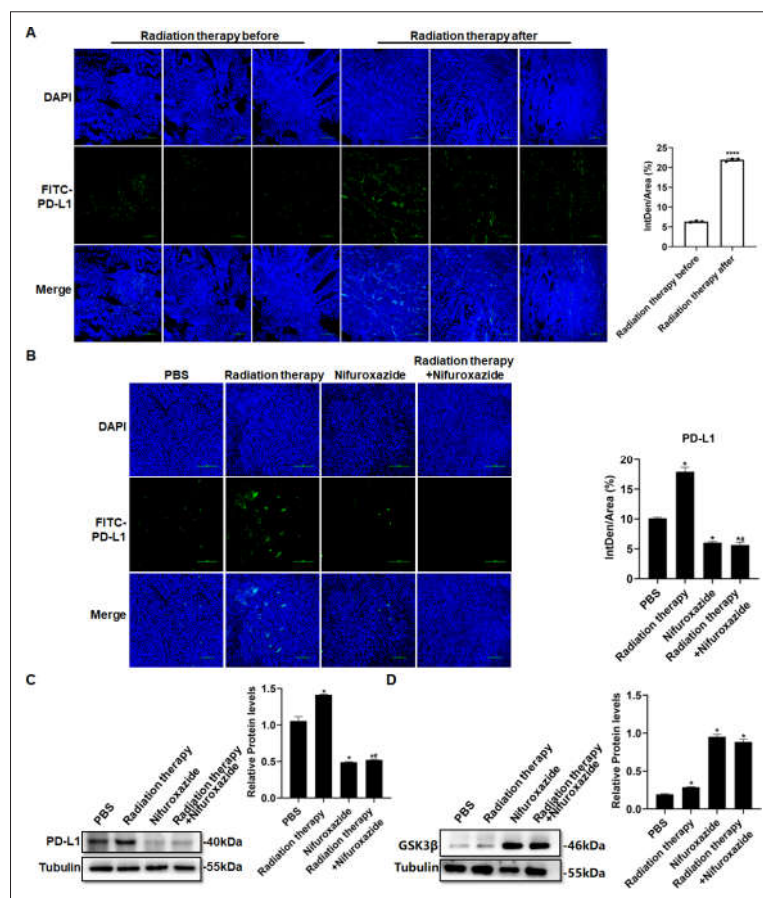 A
Radiation therapy before
Radiation therapy after
DAPI
FITC-
PD-L1
Merge
IntDen/Area (%)
25
20
15
10
5
0
****
Radiation therapy before
Radiation therapy after
B
PBS
Radiation therapy
Nifuroxazide
Radiation therapy
+Nifuroxazide
DAPI
FITC-
PD-L1
Merge
PD-L1
IntDen/Area (%)
20
15
10
5
0
*
*
PBS
Radiation therapy
Nifuroxazide
Radiation therapy
+Nifuroxazide
C
PBS
Radiation therapy
Nifuroxazide
Radiation therapy
+Nifuroxazide
PD-L1
-40kDa
Tubulin
-55kDa
Relative Protein levels
1.5
1.0
0.5
0.0
*
*
PBS
Radiation therapy
Nifuroxazide
Radiation therapy
+Nifuroxazide
D
PBS
Radiation therapy
Nifuroxazide
Radiation therapy
+Nifuroxazide
GSK3β
-46kDa
Tubulin
-55kDa
Relative Protein levels
1.5
1.0
0.5
0.0
*
*
*
PBS
Radiation therapy
Nifuroxazide
Radiation therapy
+Nifuroxazide